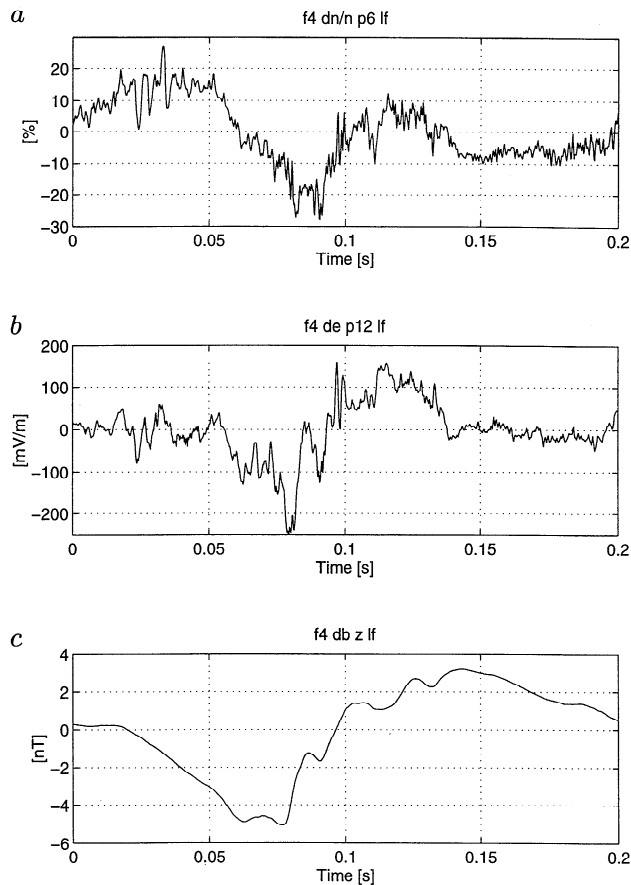 a
f4 dn/n p6 lf
20
10
0
−10
−20
−30
[%]
0 0.05 0.1 0.15 0.2
Time [s]
b
f4 de p12 lf
200
100
0
−100
−200
[mV/m]
0 0.05 0.1 0.15 0.2
Time [s]
c
f4 db z lf
4
2
0
−2
−4
−6
[nT]
0 0.05 0.1 0.15 0.2
Time [s]